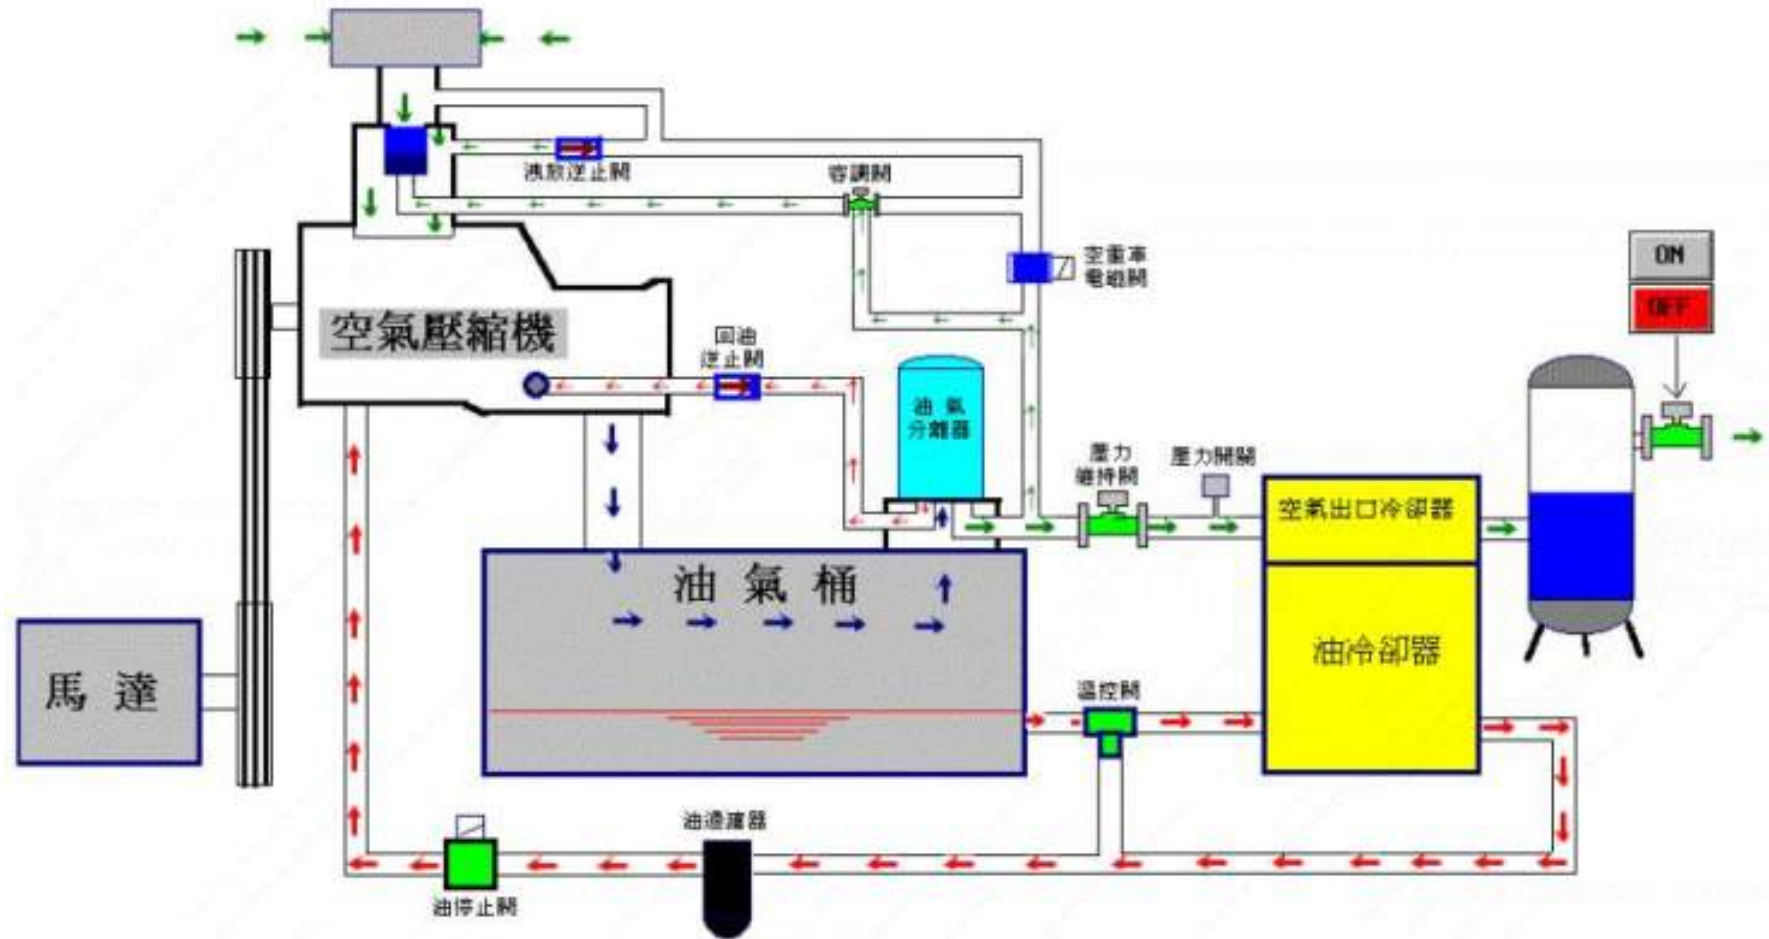 洩放逆止閥
容調閥
空重車
電磁閥
ON
OFF
空氣壓縮機
回油
逆止閥
油氣
分離器
壓力
維持閥
壓力開關
空氣出口冷卻器
油氣桶
油冷卻器
馬達
溫控閥
油過濾器
油停止閥